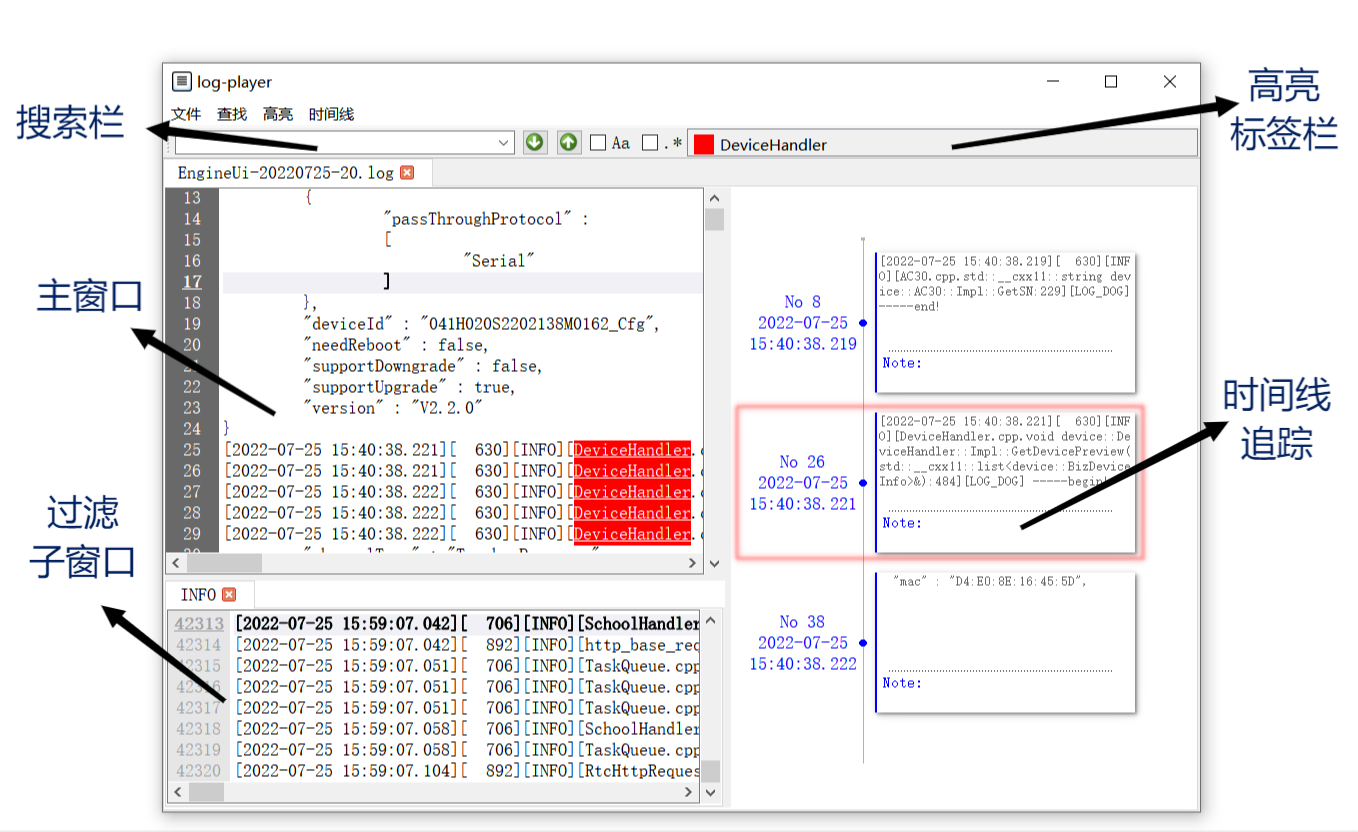 log-player
文件 查找 高亮 时间线
Aa .* DeviceHandler
搜索栏
高亮
标签栏
EngineUi-20220725-20.log
主窗口
13 {
14 "passThroughProtocol" :
15 [
16 "Serial"
17 ]
18 },
19 "deviceId" : "041H020S2202138M0162_Cfg",
20 "needReboot" : false,
21 "supportDowngrade" : false,
22 "supportUpgrade" : true,
23 "version" : "V2.2.0"
24 }
25 [2022-07-25 15:40:38.221][ 630][INFO][DeviceHandler.
26 [2022-07-25 15:40:38.221][ 630][INFO][DeviceHandler.
27 [2022-07-25 15:40:38.222][ 630][INFO][DeviceHandler.
28 [2022-07-25 15:40:38.222][ 630][INFO][DeviceHandler.
29 [2022-07-25 15:40:38.222][ 630][INFO][DeviceHandler.
过滤
子窗口
INFO
42313 [2022-07-25 15:59:07.042][ 706][INFO][SchoolHandler
42314 [2022-07-25 15:59:07.042][ 892][INFO][http_base_req
42315 [2022-07-25 15:59:07.051][ 706][INFO][TaskQueue.cpp
42316 [2022-07-25 15:59:07.051][ 706][INFO][TaskQueue.cpp
42317 [2022-07-25 15:59:07.051][ 706][INFO][TaskQueue.cpp
42318 [2022-07-25 15:59:07.058][ 706][INFO][SchoolHandler
42319 [2022-07-25 15:59:07.058][ 706][INFO][TaskQueue.cpp
42320 [2022-07-25 15:59:07.104][ 892][INFO][RtcHttpReques
No 8
2022-07-25
15:40:38.219
[2022-07-25 15:40:38.219][ 630][INF
O][AC30.cpp.std::__cxx11::string dev
ice::AC30::Impl::GetSN:229][LOG_DOG]
-----end!
Note:
No 26
2022-07-25
15:40:38.221
[2022-07-25 15:40:38.221][ 630][INF
O][DeviceHandler.cpp.void device::De
viceHandler::Impl::GetDevicePreview(
std::__cxx11::list<device::BizDevice
Info>&):484][LOG_DOG] -----begin!
Note:
No 38
2022-07-25
15:40:38.222
"mac" : "D4:E0:8E:16:45:5D",
Note:
时间线
追踪